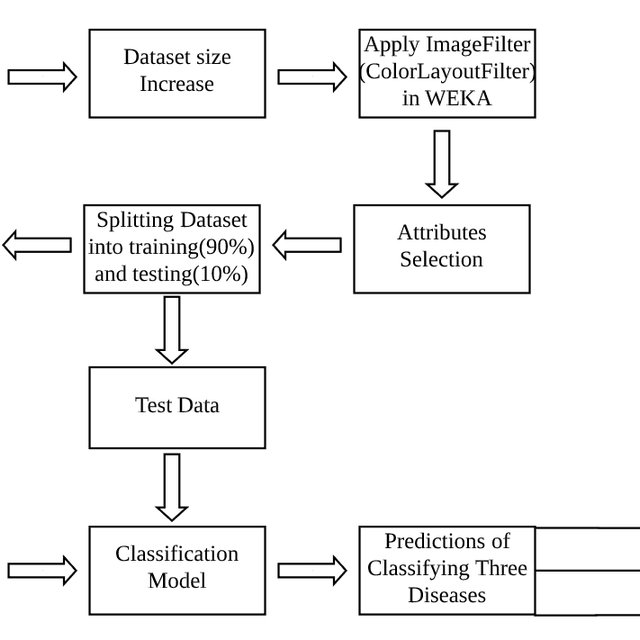 Dataset size
Increase
Apply ImageFilter
(ColorLayoutFilter)
in WEKA
Splitting Dataset
into training(90%)
and testing(10%)
Attributes
Selection
Test Data
Classification
Model
Predictions of
Classifying Three
Diseases